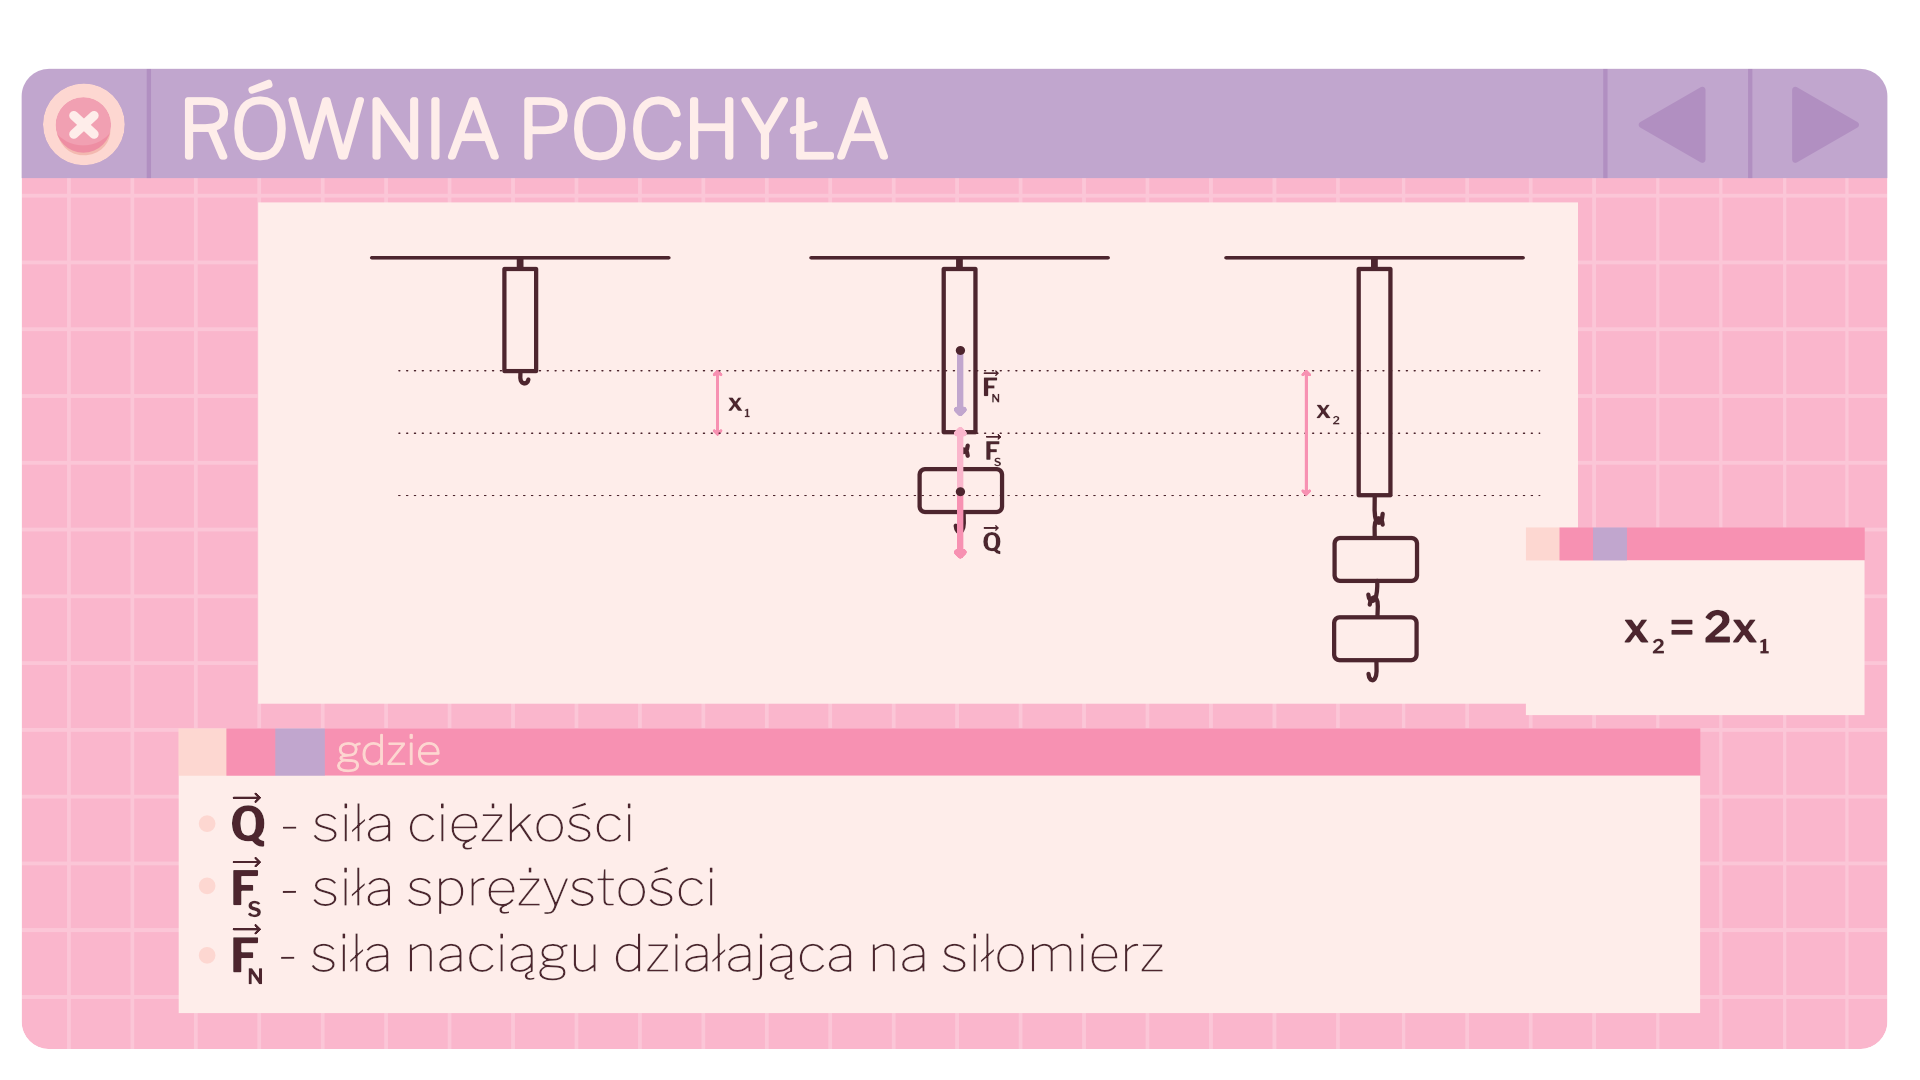 RÓWNIA POCHYŁA
x₁
F⃗N
F⃗S
Q⃗
x₂
x₂ = 2x₁
gdzie
• Q⃗ - siła ciężkości
• F⃗S - siła sprężystości
• F⃗N - siła naciągu działająca na siłomierz